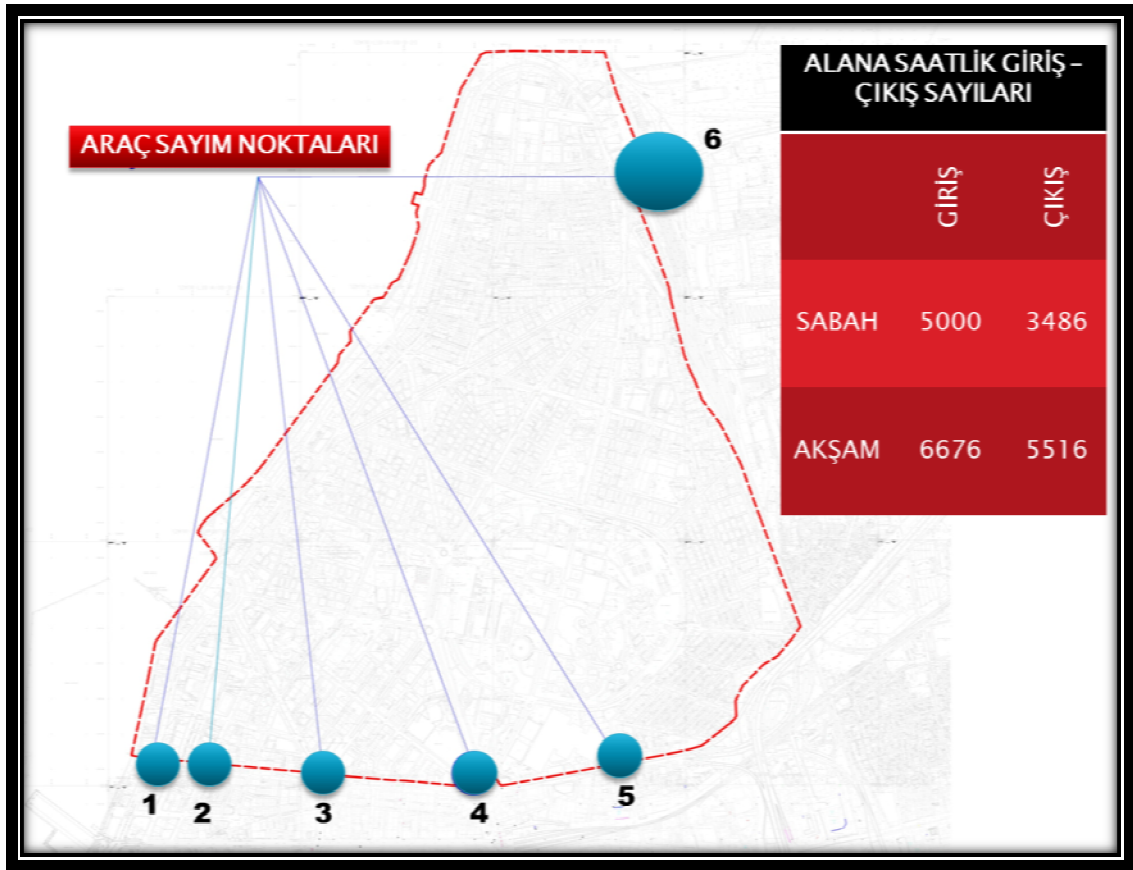 ALANA SAATLİK GİRİŞ –
ÇIKIŞ SAYILARI
ARAÇ SAYIM NOKTALARI
GİRİŞ ÇIKIŞ
SABAH 5000 3486
AKŞAM 6676 5516
6
1
2
3
4
5